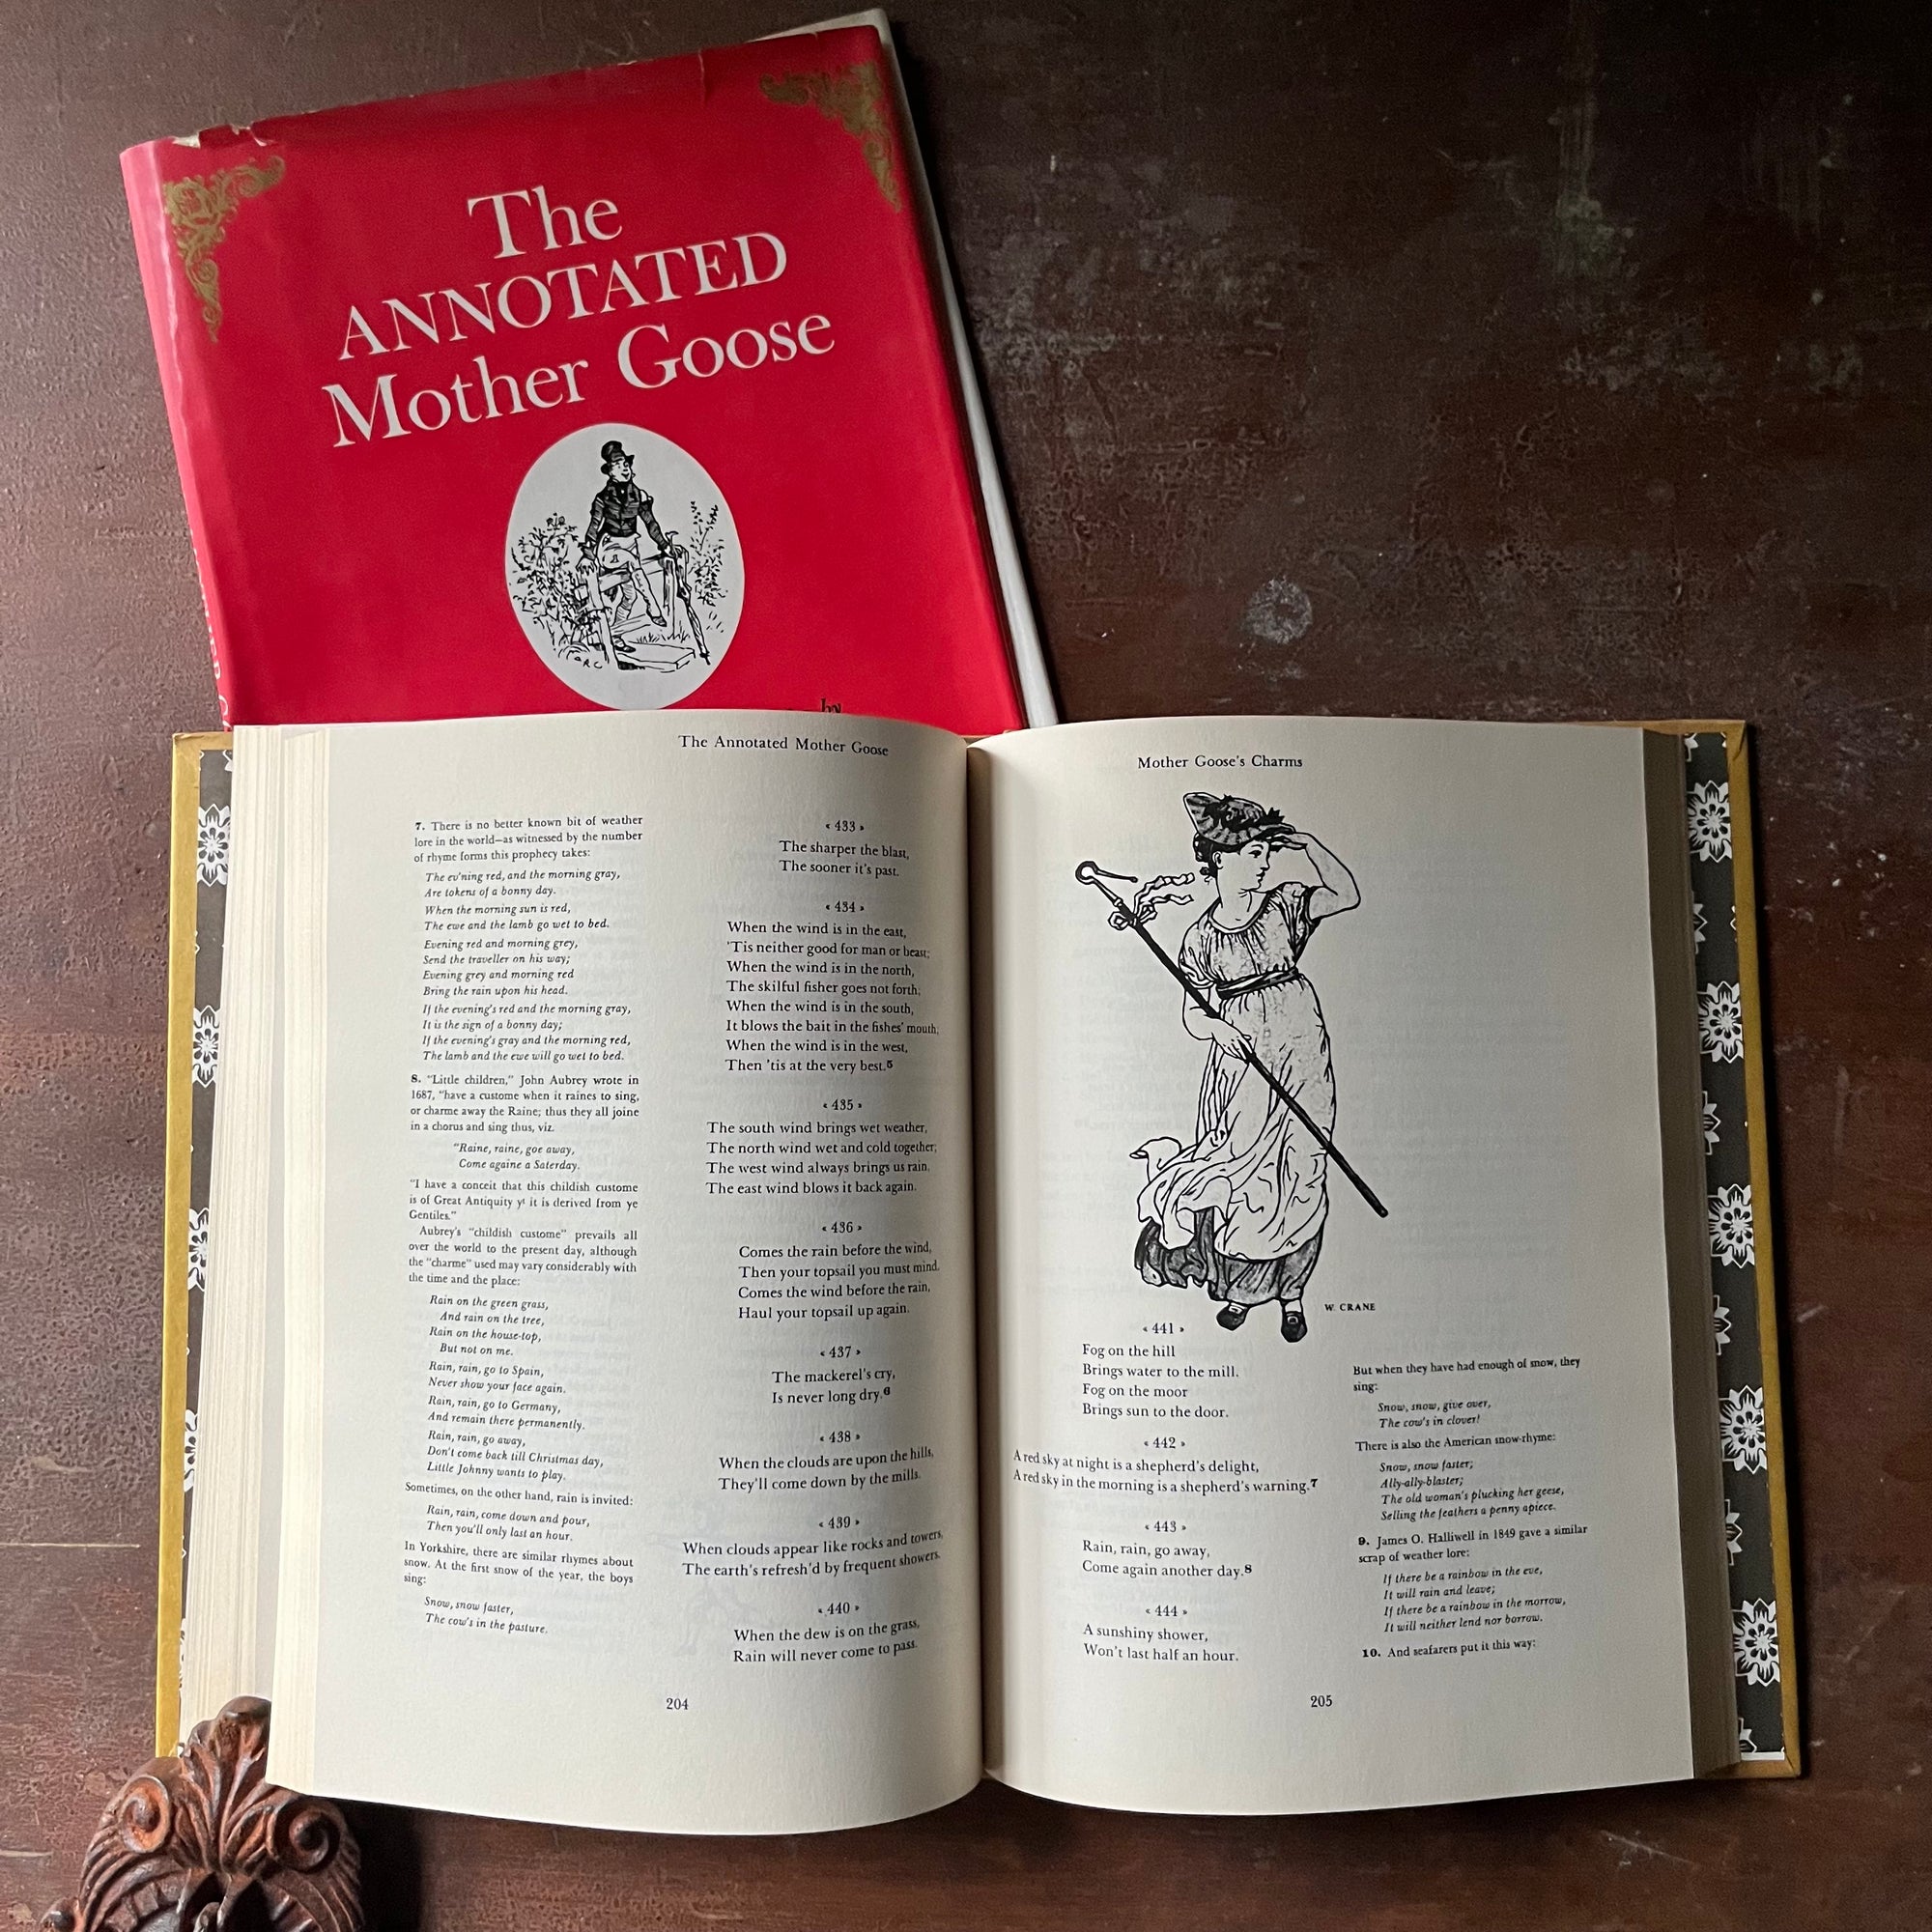 The
ANNOTATED
Mother Goose
RC
by
The Annotated Mother Goose
7. There is no better known bit of weather
lore in the world—as witnessed by the number
of rhyme forms this prophecy takes:
The ev'ning red, and the morning gray,
Are tokens of a bonny day.
When the morning sun is red,
The ewe and the lamb go wet to bed.
Evening red and morning grey,
Send the traveller on his way;
Evening grey and morning red
Bring the rain upon his head.
If the evening's red and the morning gray,
It is the sign of a bonny day;
If the evening's gray and the morning red,
The lamb and the ewe will go wet to bed.
8. "Little children," John Aubrey wrote in
1687, "have a custome when it raines to sing,
or charme away the Raine; thus they all joine
in a chorus and sing thus, viz.
"Raine, raine, goe away,
Come againe a Saterday.
"I have a conceit that this childish custome
is of Great Antiquity yt it is derived from ye
Gentiles."
Aubrey's "childish custome" prevails all
over the world to the present day, although
the "charme" used may vary considerably with
the time and the place:
Rain on the green grass,
And rain on the tree,
Rain on the house-top,
But not on me.
Rain, rain, go to Spain,
Never show your face again.
Rain, rain, go to Germany,
And remain there permanently.
Rain, rain, go away,
Don't come back till Christmas day,
Little Johnny wants to play.
Sometimes, on the other hand, rain is invited:
Rain, rain, come down and pour,
Then you'll only last an hour.
In Yorkshire, there are similar rhymes about
snow. At the first snow of the year, the boys
sing:
Snow, snow faster,
The cow's in the pasture.
« 433 »
The sharper the blast,
The sooner it's past.
« 434 »
When the wind is in the east,
'Tis neither good for man or beast;
When the wind is in the north,
The skilful fisher goes not forth;
When the wind is in the south,
It blows the bait in the fishes' mouth;
When the wind is in the west,
Then 'tis at the very best.5
« 435 »
The south wind brings wet weather,
The north wind wet and cold together;
The west wind always brings us rain,
The east wind blows it back again.
« 436 »
Comes the rain before the wind,
Then your topsail you must mind.
Comes the wind before the rain,
Haul your topsail up again.
« 437 »
The mackerel's cry,
Is never long dry.6
« 438 »
When the clouds are upon the hills,
They'll come down by the mills.
« 439 »
When clouds appear like rocks and towers,
The earth's refresh'd by frequent showers.
« 440 »
When the dew is on the grass,
Rain will never come to pass.
204
Mother Goose's Charms
W. CRANE
« 441 »
Fog on the hill
Brings water to the mill.
Fog on the moor
Brings sun to the door.
« 442 »
A red sky at night is a shepherd's delight,
A red sky in the morning is a shepherd's warning.7
« 443 »
Rain, rain, go away,
Come again another day.8
« 444 »
A sunshiny shower,
Won't last half an hour.
But when they have had enough of snow, they
sing:
Snow, snow, give over,
The cow's in clover!
There is also the American snow-rhyme:
Snow, snow faster;
Ally-ally-blaster;
The old woman's plucking her geese,
Selling the feathers a penny apiece.
9. James O. Halliwell in 1849 gave a similar
scrap of weather lore:
If there be a rainbow in the eve,
It will rain and leave;
If there be a rainbow in the morrow,
It will neither lend nor borrow.
10. And seafarers put it this way:
205